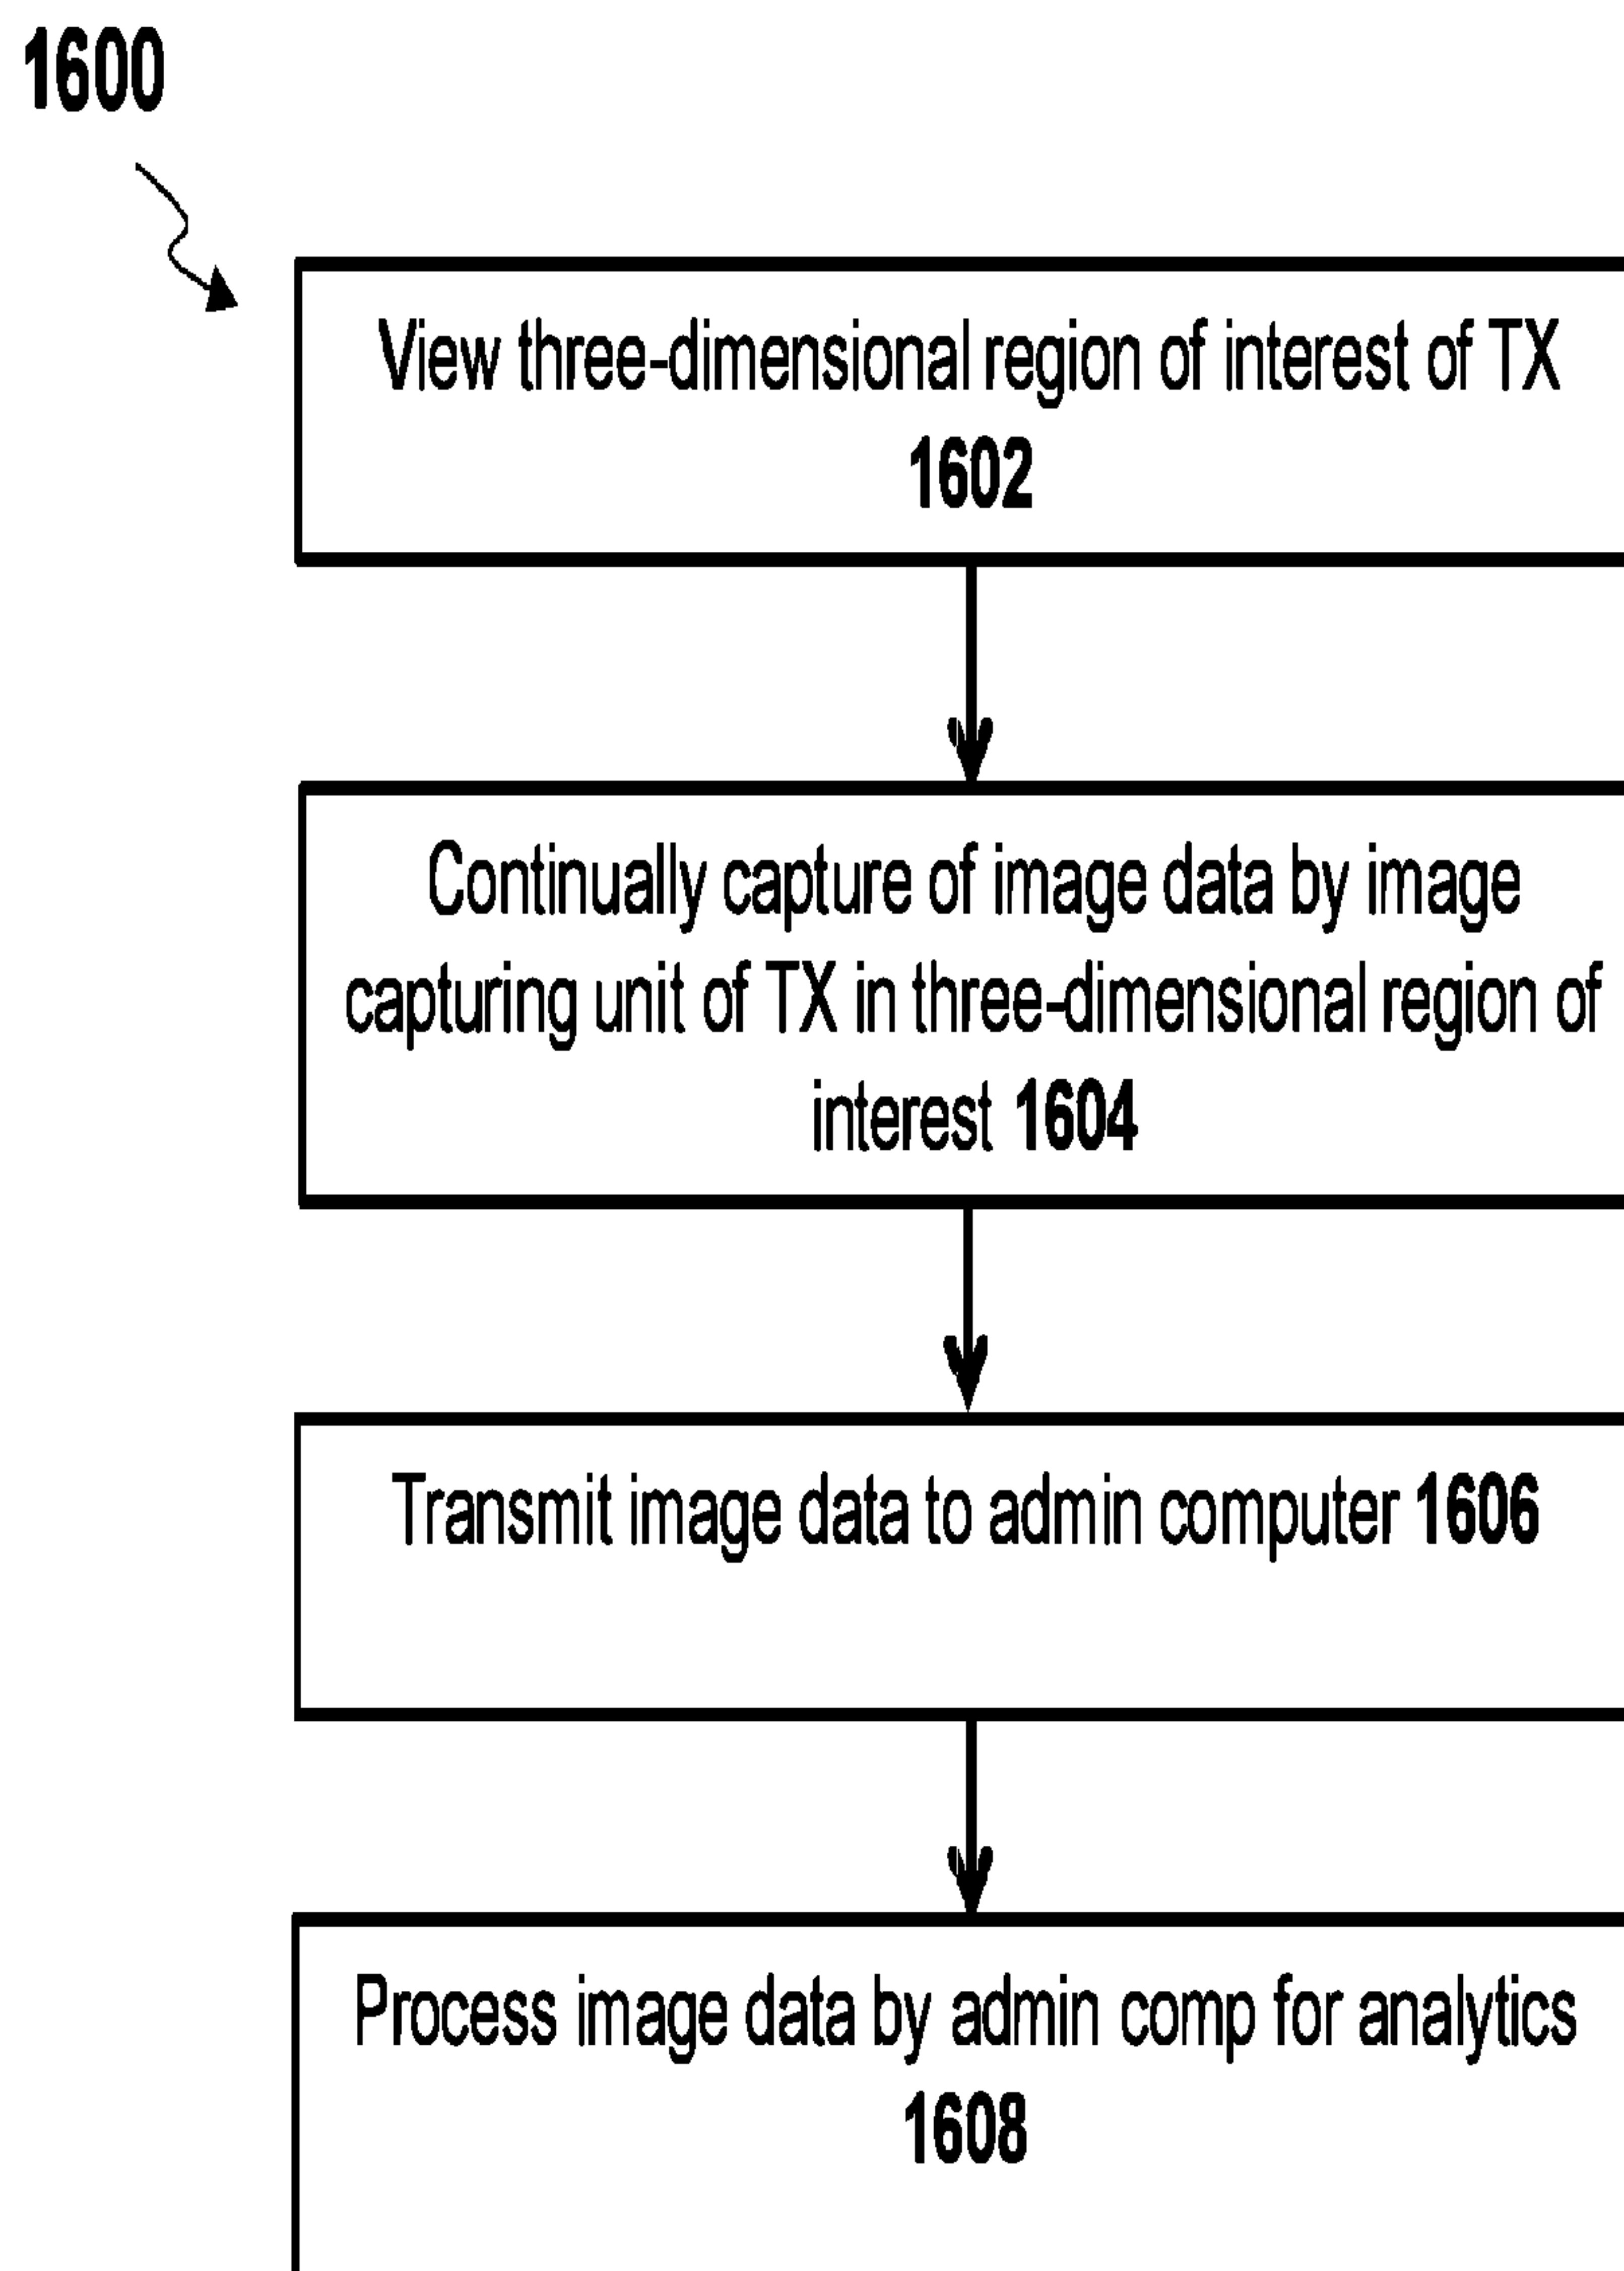 1600
View three-dimensional region of interest of TX
1602
Continually capture of image data by image
capturing unit of TX in three-dimensional region of
interest 1604
Transmit image data to admin computer 1606
Process image data by admin comp for analytics
1608